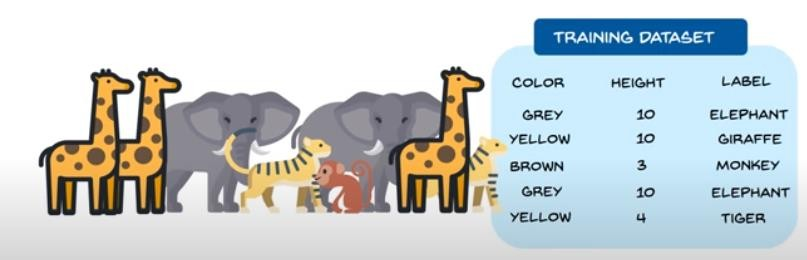 TRAINING DATASET
COLOR HEIGHT LABEL
GREY 10 ELEPHANT
YELLOW 10 GIRAFFE
BROWN 3 MONKEY
GREY 10 ELEPHANT
YELLOW 4 TIGER